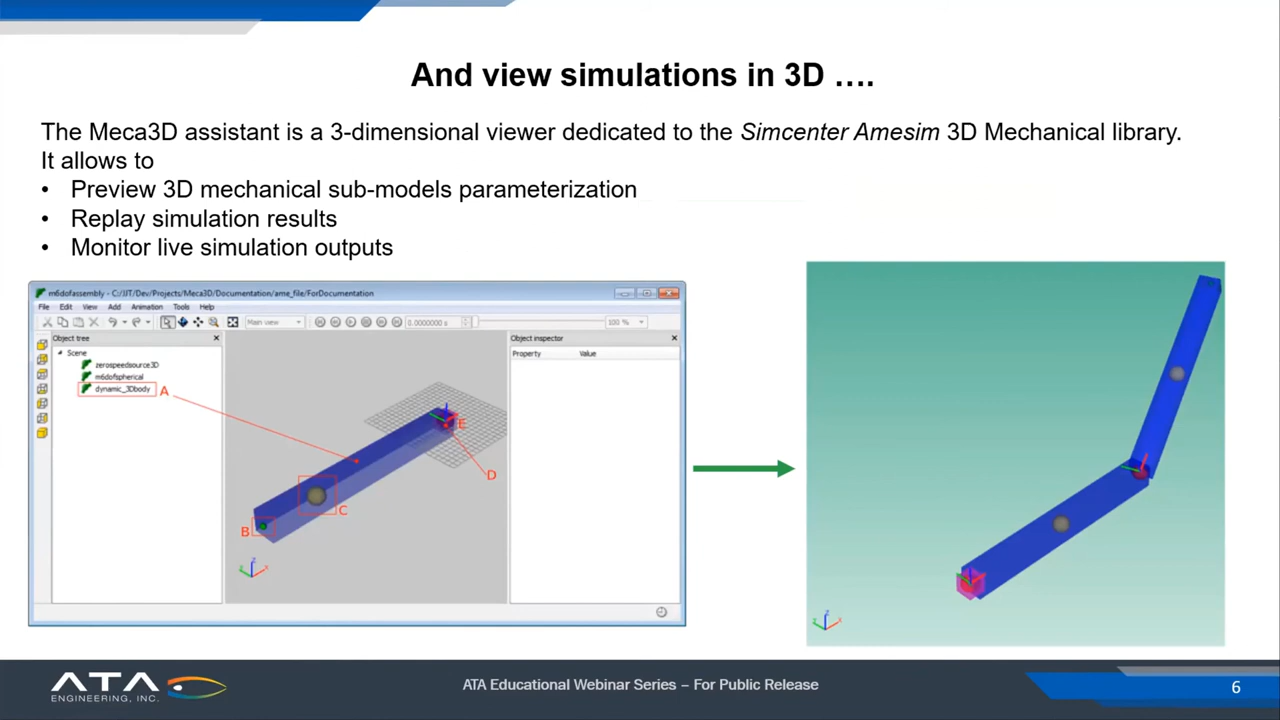 And view simulations in 3D ….
The Meca3D assistant is a 3-dimensional viewer dedicated to the Simcenter Amesim 3D Mechanical library.
It allows to
• Preview 3D mechanical sub-models parameterization
• Replay simulation results
• Monitor live simulation outputs
m6dofassembly - C:/JIT/Dev/Projects/Meca3D/Documentation/ame_file/ForDocumentation
File Edit View Add Animation Tools Help
Main view 0.0000000 s 100 %
Object tree
Object inspector
Scene
Property Value
zerospeedsource3D
m6dofspherical
dynamic_3Dbody
A
E
D
C
B
z
x
z
x
ATA
ENGINEERING, INC.
ATA Educational Webinar Series – For Public Release
6